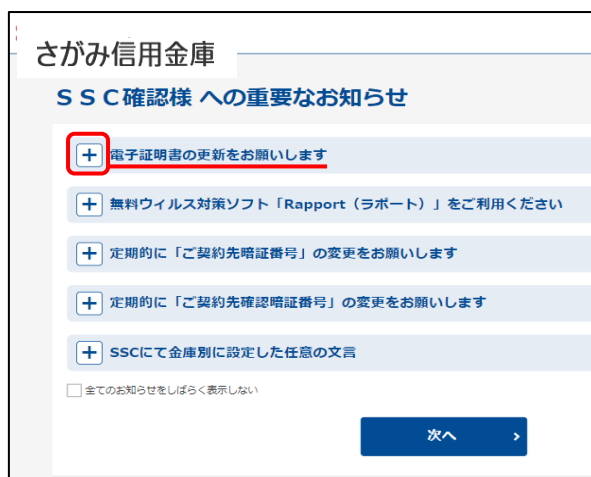 さがみ信用金庫
ＳＳＣ確認様 への重要なお知らせ
電子証明書の更新をお願いします
無料ウィルス対策ソフト「Rapport（ラポート）」をご利用ください
定期的に「ご契約先暗証番号」の変更をお願いします
定期的に「ご契約先確認暗証番号」の変更をお願いします
SSCにて金庫別に設定した任意の文言
全てのお知らせをしばらく表示しない
次へ